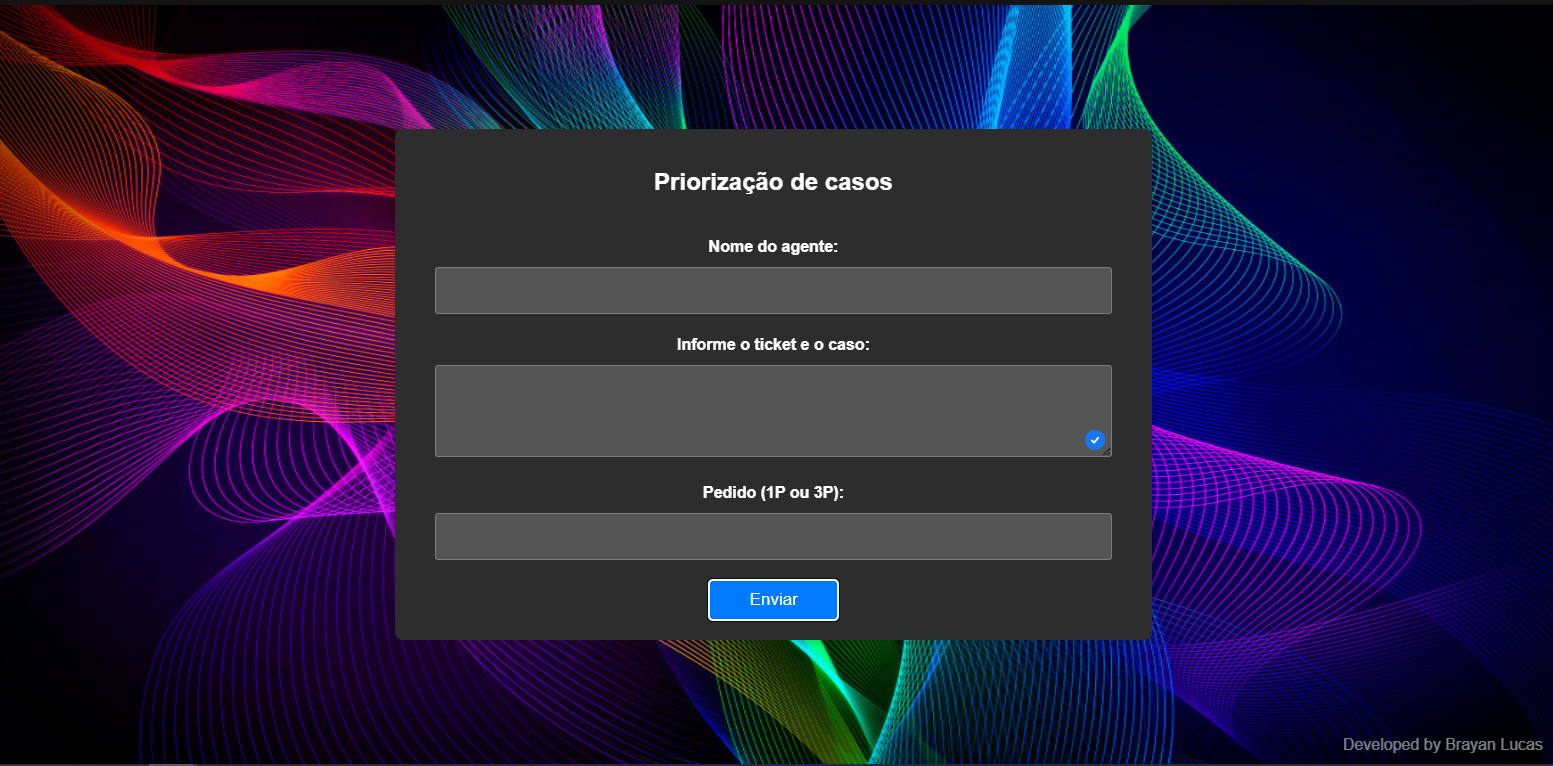 Priorização de casos
Nome do agente:
Informe o ticket e o caso:
Pedido (1P ou 3P):
Enviar
Developed by Brayan Lucas